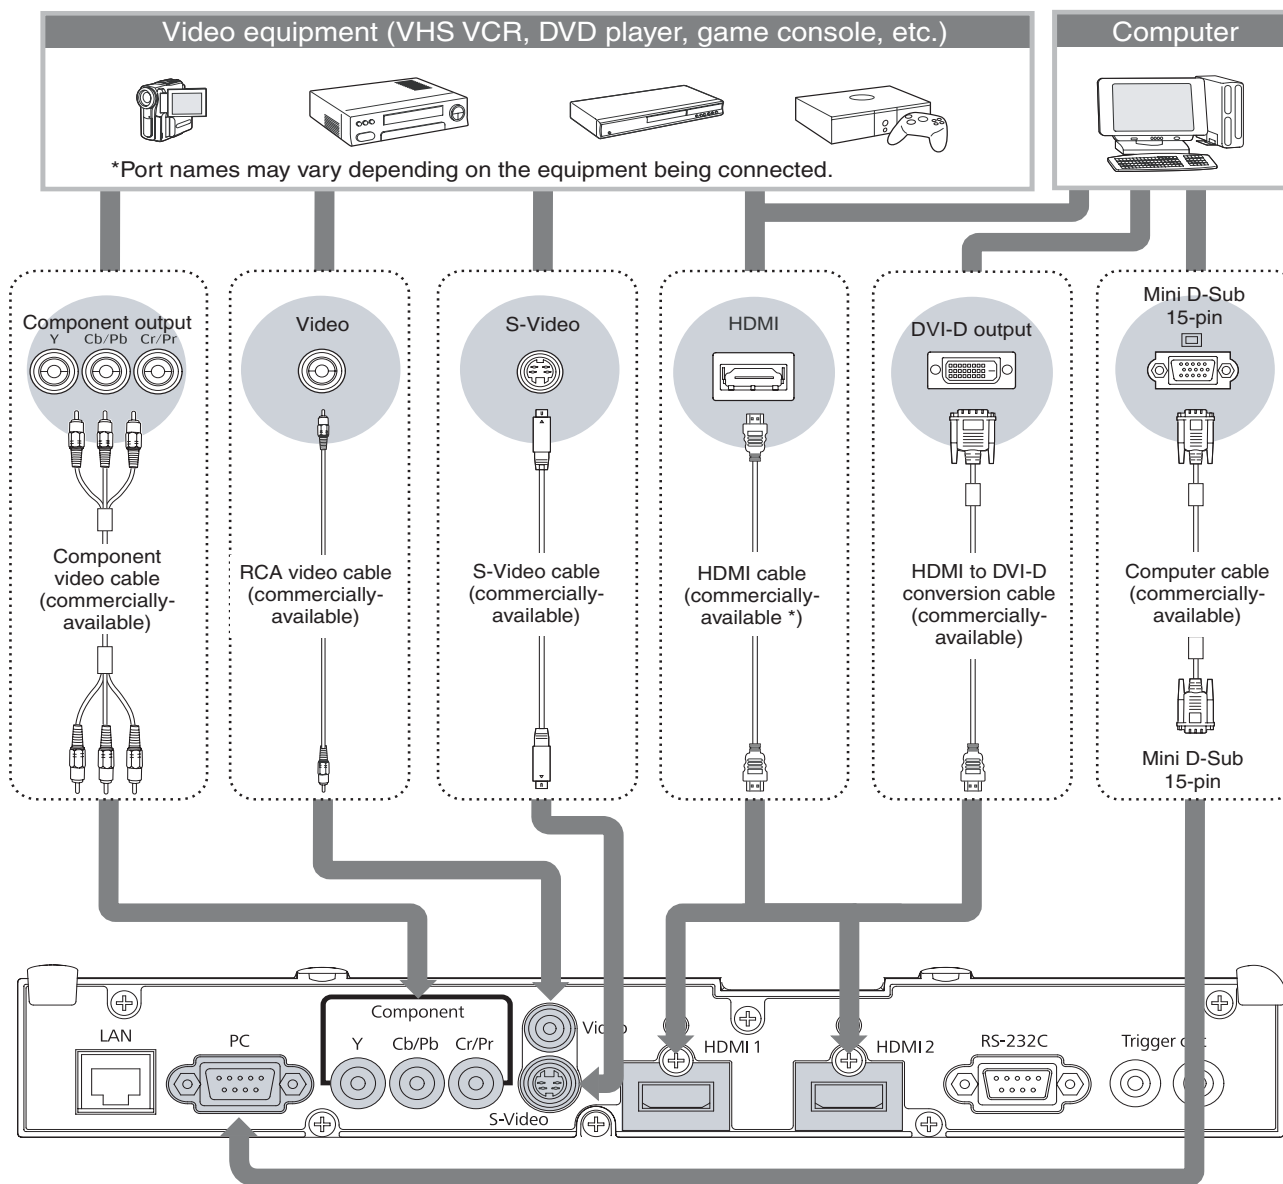 Video equipment (VHS VCR, DVD player, game console, etc.)
Computer
*Port names may vary depending on the equipment being connected.
Component output
Y Cb/Pb Cr/Pr
Component
video cable
(commercially-
available)
Video
RCA video cable
(commercially-
available)
S-Video
S-Video cable
(commercially-
available)
HDMI
HDMI cable
(commercially-
available *)
DVI-D output
HDMI to DVI-D
conversion cable
(commercially-
available)
Mini D-Sub
15-pin
Computer cable
(commercially-
available)
Mini D-Sub
15-pin
LAN
PC
Component
Y Cb/Pb Cr/Pr
Video
S-Video
HDMI 1
HDMI 2
RS-232C
Trigger out